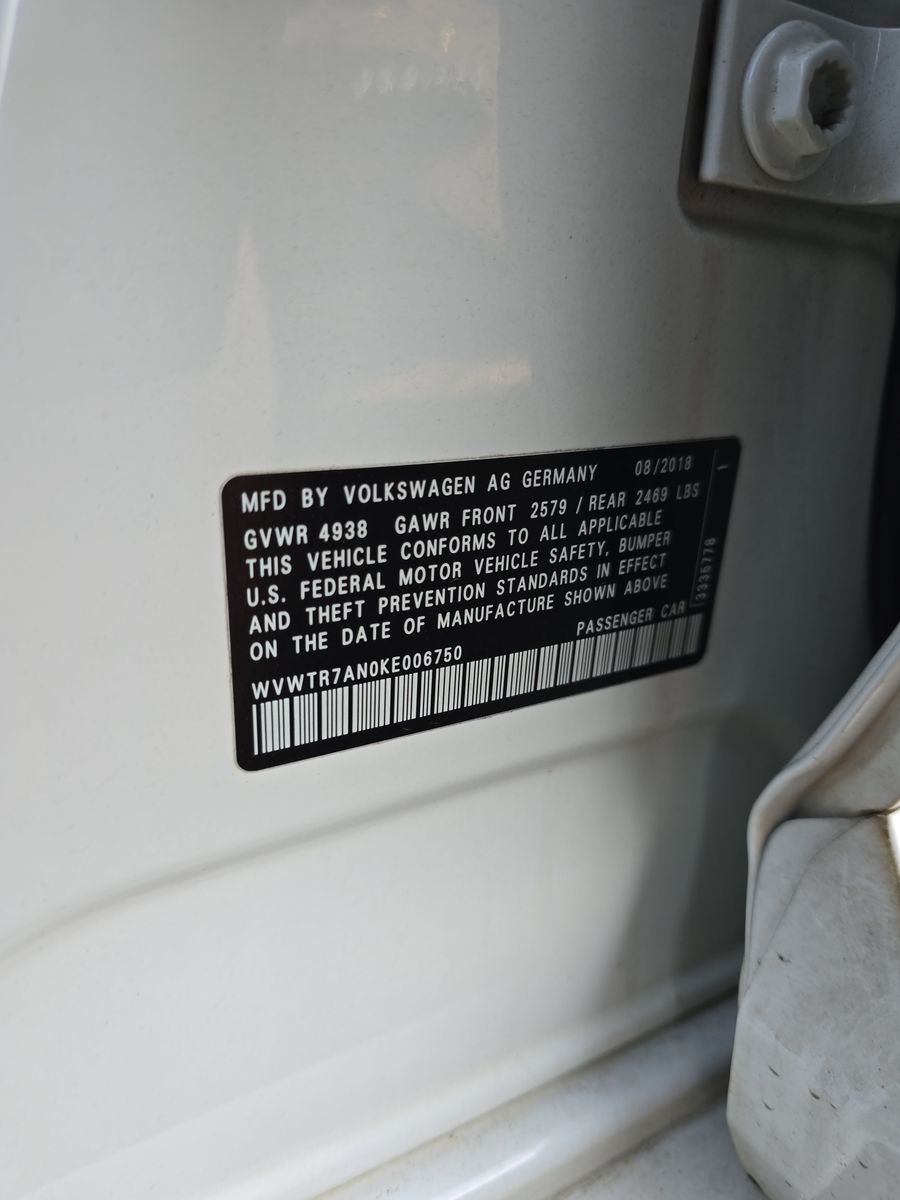 MFD BY VOLKSWAGEN AG GERMANY 08/2018
GVWR 4938 GAWR FRONT 2579 / REAR 2469 LBS
THIS VEHICLE CONFORMS TO ALL APPLICABLE
U.S. FEDERAL MOTOR VEHICLE SAFETY, BUMPER
AND THEFT PREVENTION STANDARDS IN EFFECT
ON THE DATE OF MANUFACTURE SHOWN ABOVE
PASSENGER CAR
WVWTR7AN0KE006750
3335778
1